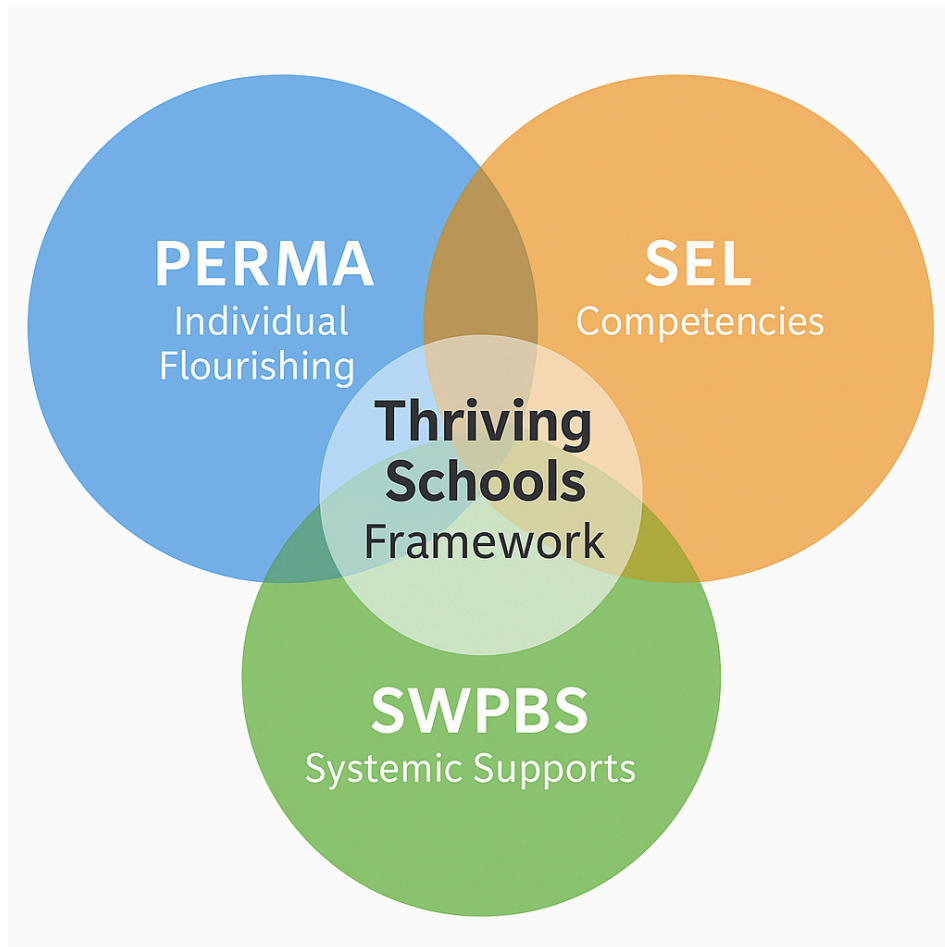 PERMA
Individual
Flourishing
SEL
Competencies
Thriving
Schools
Framework
SWPBS
Systemic Supports